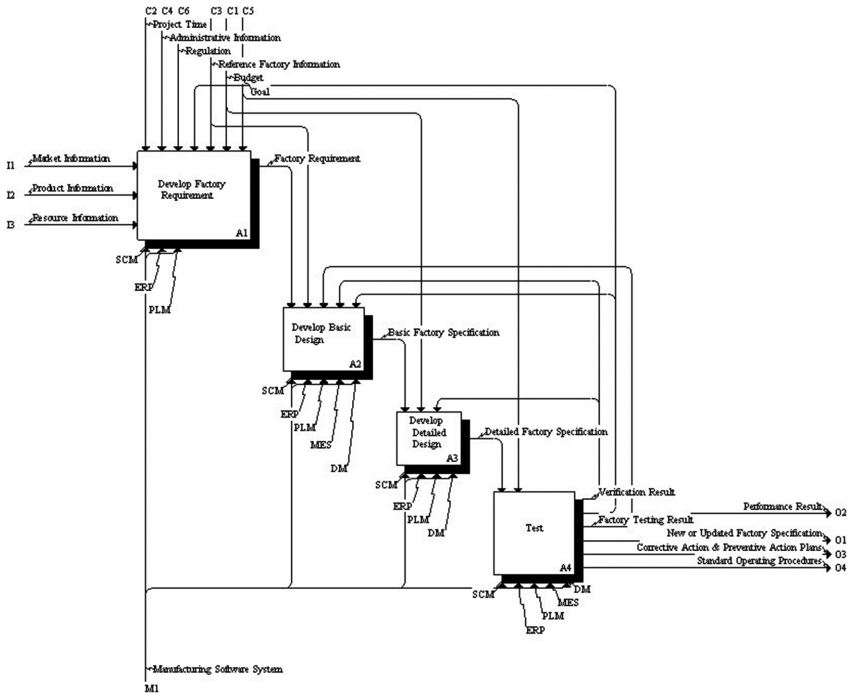 C2 C4 C6 C3 C1 C5
Project Time
Administrative Information
Regulation
Reference Factory Information
Budget
Goal
I1 Market Information
Factory Requirement
I2 Product Information
Develop Factory
Requirement
I3 Resource Information
A1
SCM
ERP
PLM
Develop Basic
Design
Basic Factory Specification
A2
SCM
ERP
PLM
MES
DM
Develop
Detailed
Design
Detailed Factory Specification
A3
SCM
ERP
PLM
DM
Verification Result
Performance Result O2
Factory Testing Result
Test
New or Updated Factory Specification O1
Corrective Action & Preventive Action Plans O3
Standard Operating Procedures O4
A4
SCM
DM
MES
PLM
ERP
Manufacturing Software System
M1